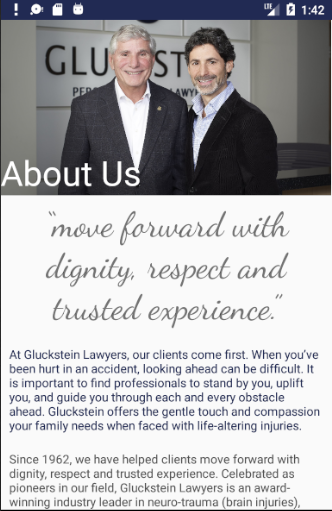 1:42
LTE
GLUCKST
PERS
LAWY
About Us
“move forward with
dignity, respect and
trusted experience.”
At Gluckstein Lawyers, our clients come first. When you’ve
been hurt in an accident, looking ahead can be difficult. It
is important to find professionals to stand by you, uplift
you, and guide you through each and every obstacle
ahead. Gluckstein offers the gentle touch and compassion
your family needs when faced with life-altering injuries.
Since 1962, we have helped clients move forward with
dignity, respect and trusted experience. Celebrated as
pioneers in our field, Gluckstein Lawyers is an award-
winning industry leader in neuro-trauma (brain injuries),